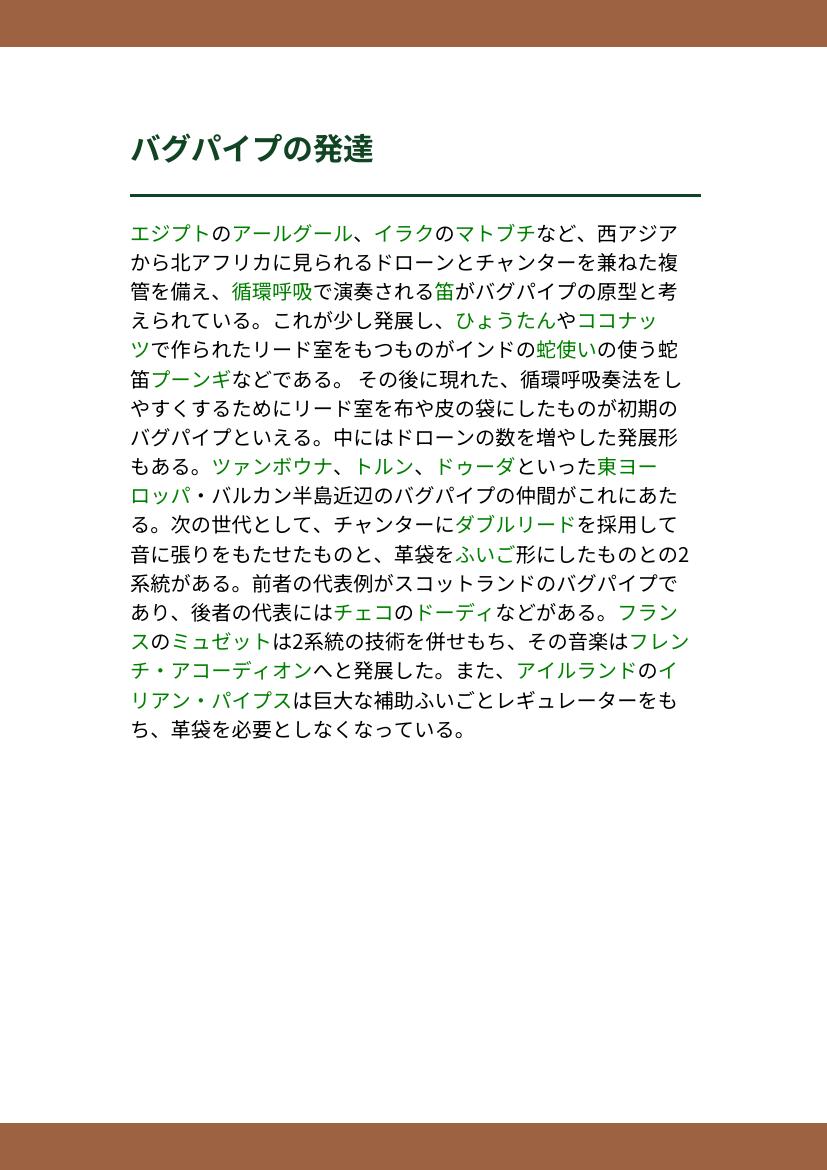 バグパイプの発達
エジプトのアールグール、イラクのマトブチなど、西アジア
から北アフリカに見られるドローンとチャンターを兼ねた複
管を備え、循環呼吸で演奏される笛がバグパイプの原型と考
えられている。これが少し発展し、ひょうたんやココナッ
ツで作られたリード室をもつものがインドの蛇使いの使う蛇
笛プーンギなどである。 その後に現れた、循環呼吸奏法をし
やすくするためにリード室を布や皮の袋にしたものが初期の
バグパイプといえる。中にはドローンの数を増やした発展形
もある。ツァンボウナ、トルン、ドゥーダといった東ヨー
ロッパ・バルカン半島近辺のバグパイプの仲間がこれにあた
る。次の世代として、チャンターにダブルリードを採用して
音に張りをもたせたものと、革袋をふいご形にしたものとの2
系統がある。前者の代表例がスコットランドのバグパイプで
あり、後者の代表にはチェコのドーディなどがある。フラン
スのミュゼットは2系統の技術を併せもち、その音楽はフレン
チ・アコーディオンへと発展した。また、アイルランドのイ
リアン・パイプスは巨大な補助ふいごとレギュレーターをも
ち、革袋を必要としなくなっている。